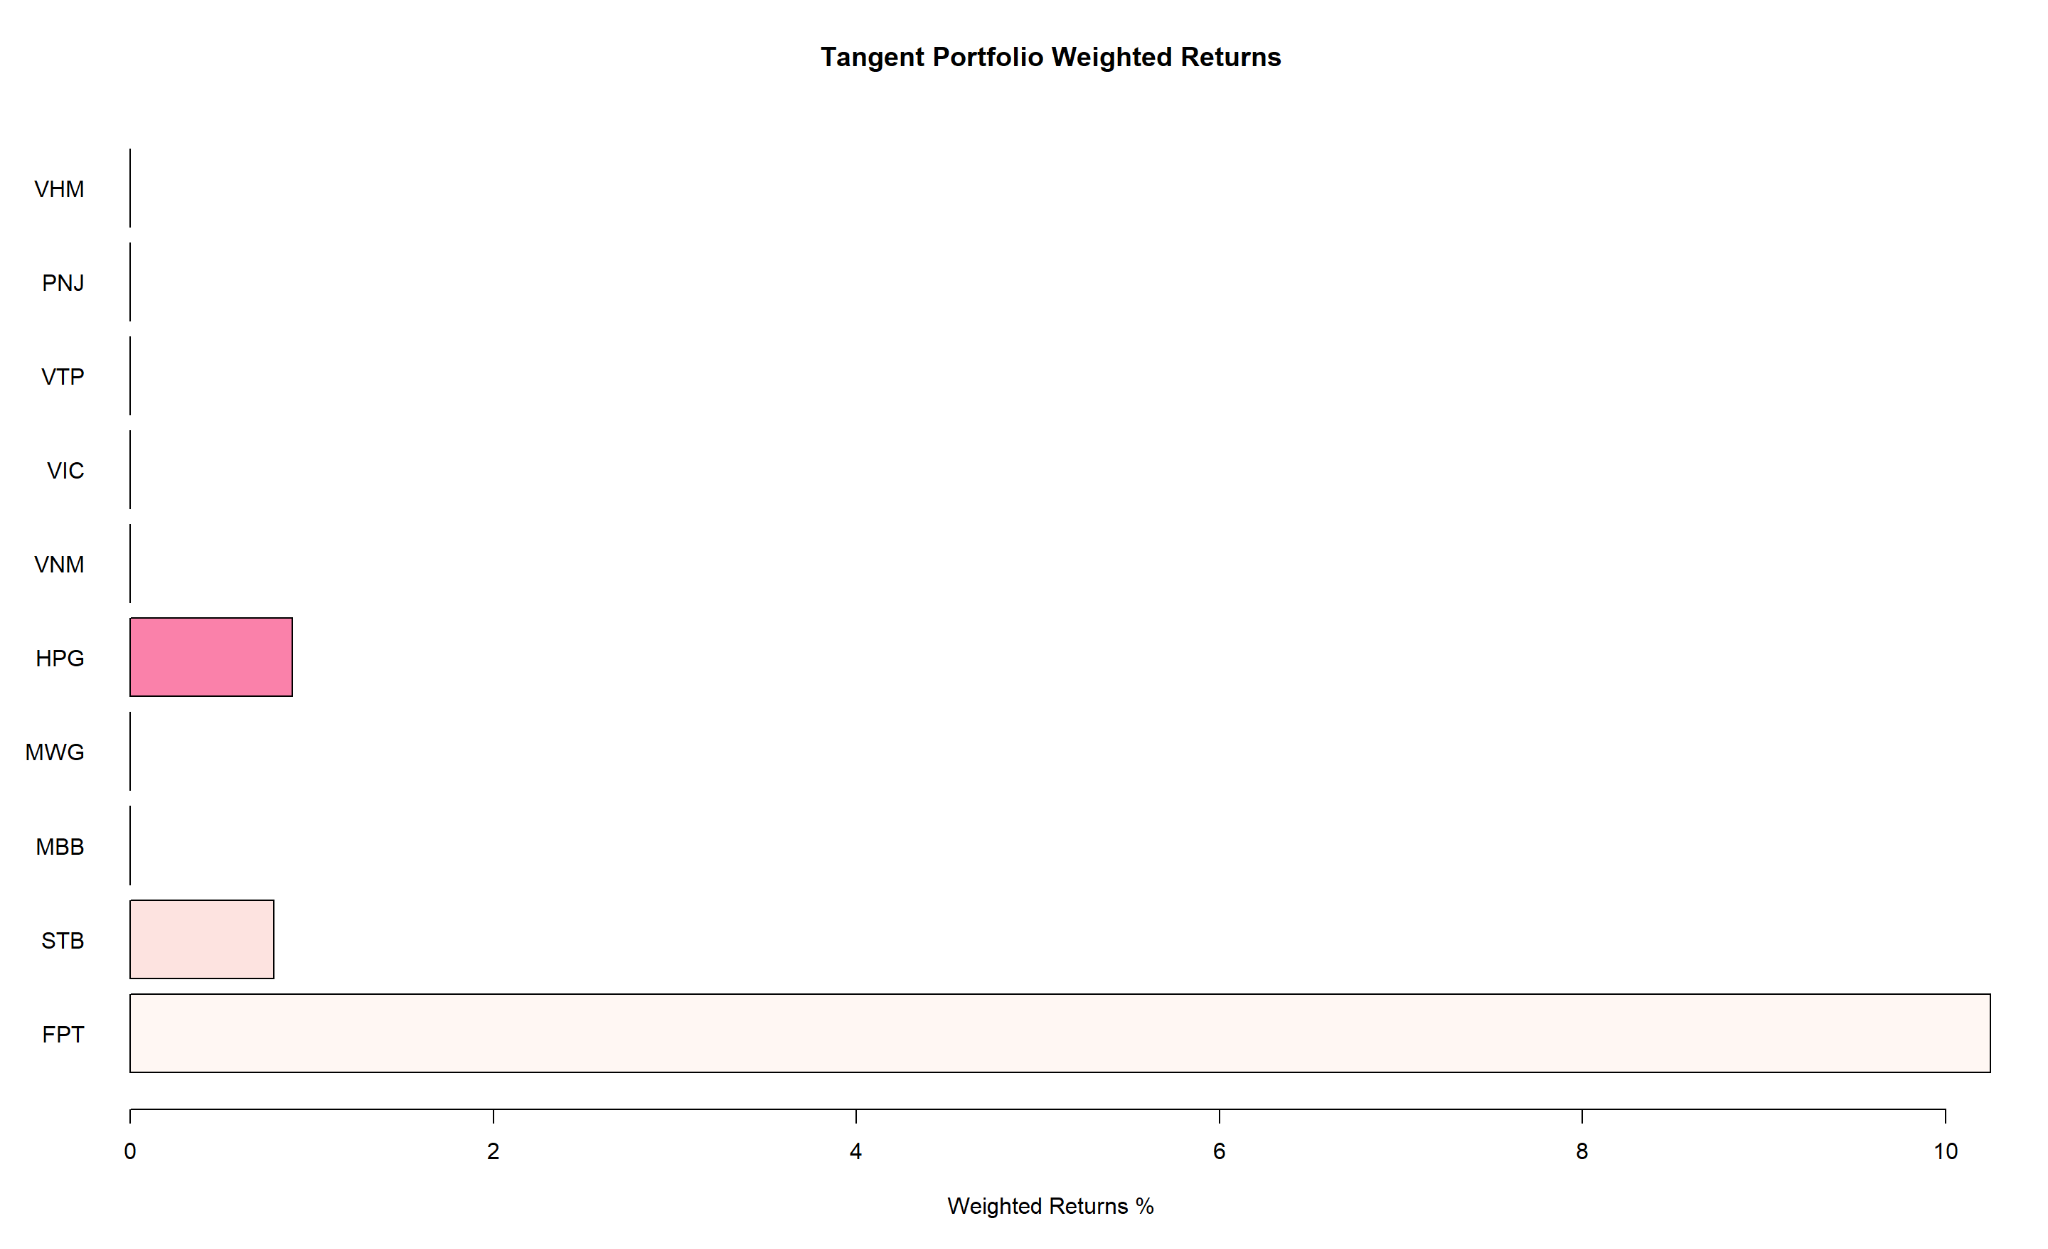 Tangent Portfolio Weighted Returns
VHM
PNJ
VTP
VIC
VNM
HPG
MWG
MBB
STB
FPT
0 2 4 6 8 10
Weighted Returns %